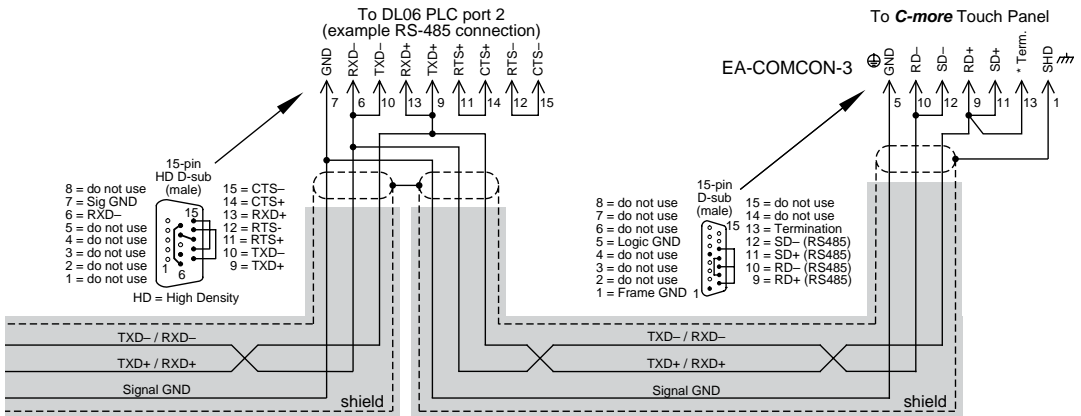 To DL06 PLC port 2
(example RS-485 connection)
GND
RXD–
TXD–
RXD+
TXD+
RTS+
CTS+
RTS–
CTS–
7
6
10
13
9
11
14
12
15
15-pin
HD D-sub
(male)
8 = do not use
7 = Sig GND
6 = RXD–
5 = do not use
4 = do not use
3 = do not use
2 = do not use
1 = do not use
15
1
6
15 = CTS–
14 = CTS+
13 = RXD+
12 = RTS-
11 = RTS+
10 = TXD–
9 = TXD+
HD = High Density
To C-more Touch Panel
EA-COMCON-3
GND
RD–
SD–
RD+
SD+
* Term.
SHD
5
10
12
9
11
13
1
15-pin
D-sub
(male)
8 = do not use
7 = do not use
6 = do not use
5 = Logic GND
4 = do not use
3 = do not use
2 = do not use
1 = Frame GND
15
1
15 = do not use
14 = do not use
13 = Termination
12 = SD– (RS485)
11 = SD+ (RS485)
10 = RD– (RS485)
9 = RD+ (RS485)
TXD– / RXD–
TXD+ / RXD+
Signal GND
shield
TXD– / RXD–
TXD+ / RXD+
Signal GND
shield